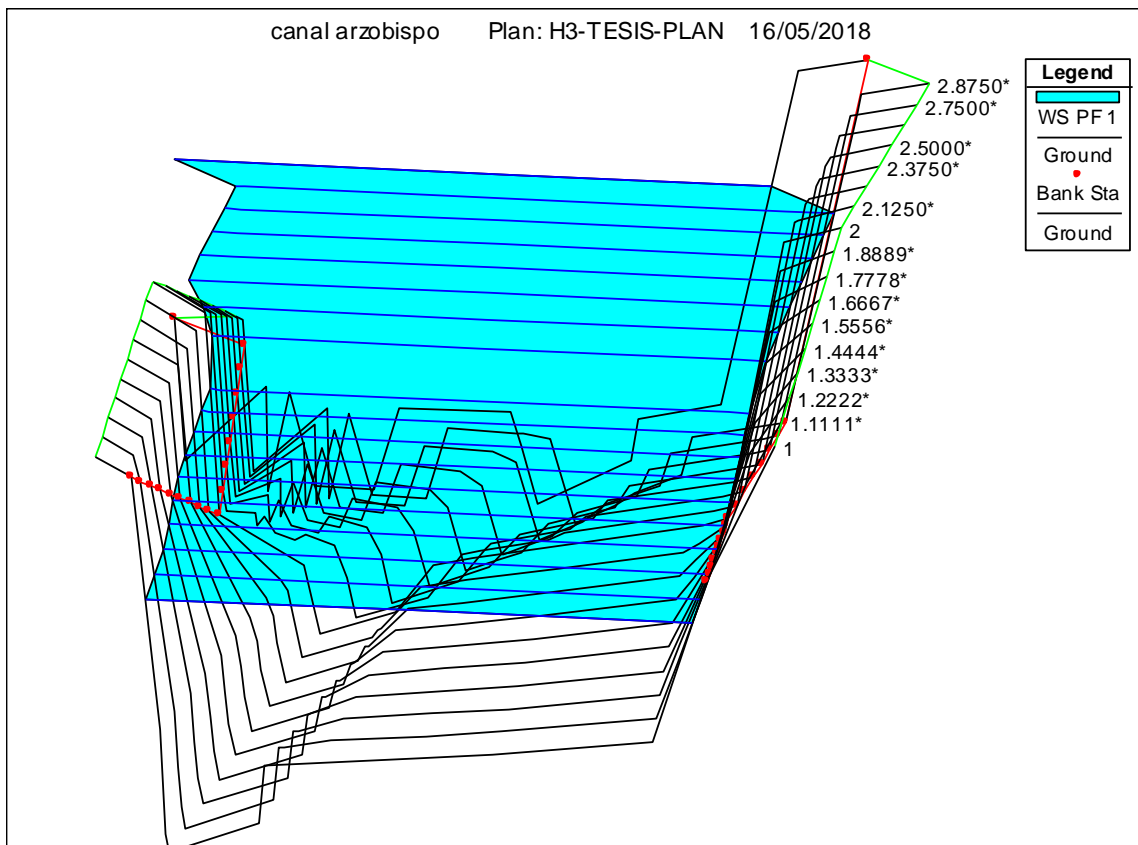 canal arzobispo Plan: H3-TESIS-PLAN 16/05/2018
Legend
WS PF 1
Ground
Bank Sta
Ground
2.8750*
2.7500*
2.5000*
2.3750*
2.1250*
2
1.8889*
1.7778*
1.6667*
1.5556*
1.4444*
1.3333*
1.2222*
1.1111*
1